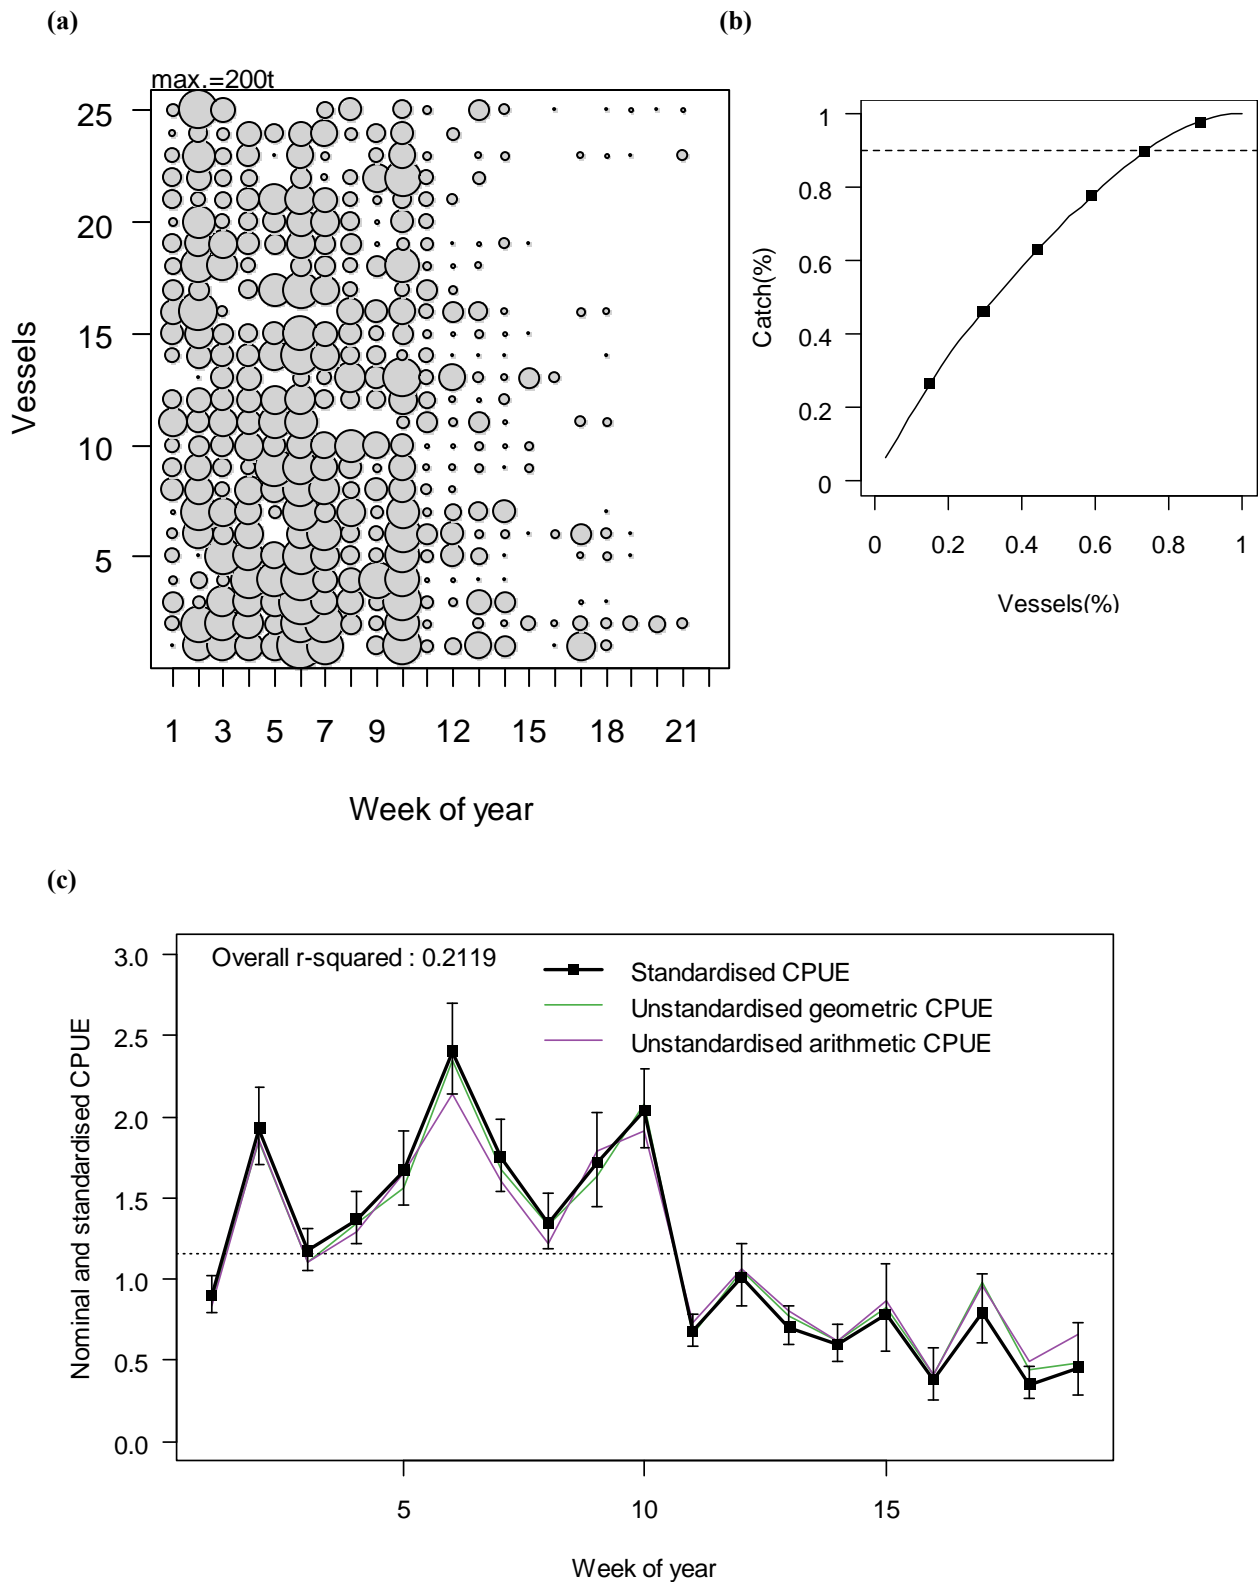 (a)
max.=200t
25
20
15
10
5
Vessels
1 3 5 7 9 12 15 18 21
Week of year
(b)
1
0.8
0.6
0.4
0.2
0
Catch(%)
0 0.2 0.4 0.6 0.8 1
Vessels(%)
(c)
Overall r-squared : 0.2119
Standardised CPUE
Unstandardised geometric CPUE
Unstandardised arithmetic CPUE
3.0
2.5
2.0
1.5
1.0
0.5
0.0
Nominal and standardised CPUE
5 10 15
Week of year